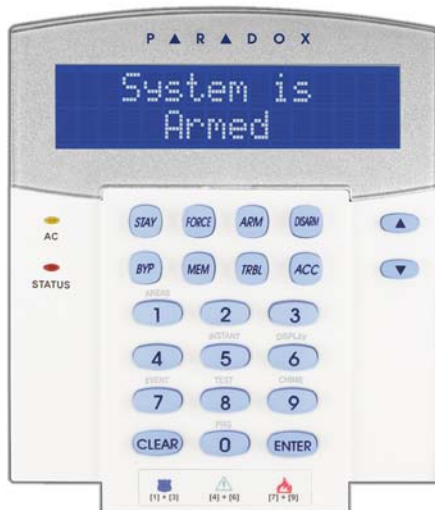 PARADOX
System is
Armed
STAY FORCE ARM DISARM
AC
BYP MEM TRBL ACC
STATUS
AREAS
1 2 3
INSTANT DISPLAY
4 5 6
EVENT TEST CHIME
7 8 9
PRG
CLEAR 0 ENTER
[1] + [3] [4] + [6] [7] + [9]